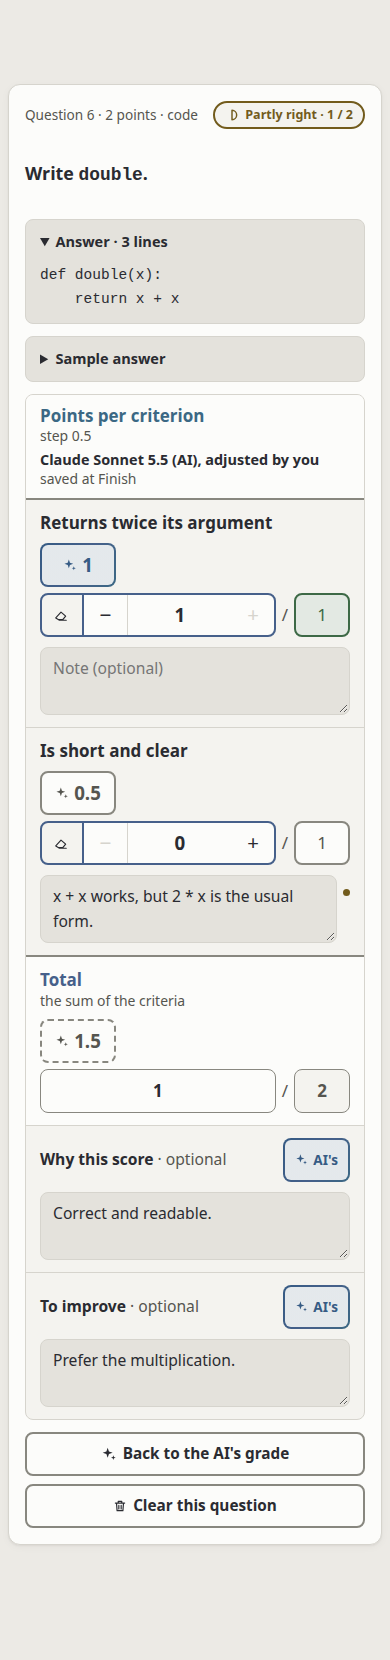 Question 6 · 2 points · code
Partly right · 1 / 2
Write double.
Answer · 3 lines
def double(x):
    return x + x
Sample answer
Points per criterion
step 0.5
Claude Sonnet 5.5 (AI), adjusted by you
saved at Finish
Returns twice its argument
1
− 1 + / 1
Note (optional)
Is short and clear
0.5
− 0 + / 1
x + x works, but 2 * x is the usual
form.
Total
the sum of the criteria
1.5
1 / 2
Why this score · optional
AI's
Correct and readable.
To improve · optional
AI's
Prefer the multiplication.
Back to the AI's grade
Clear this question